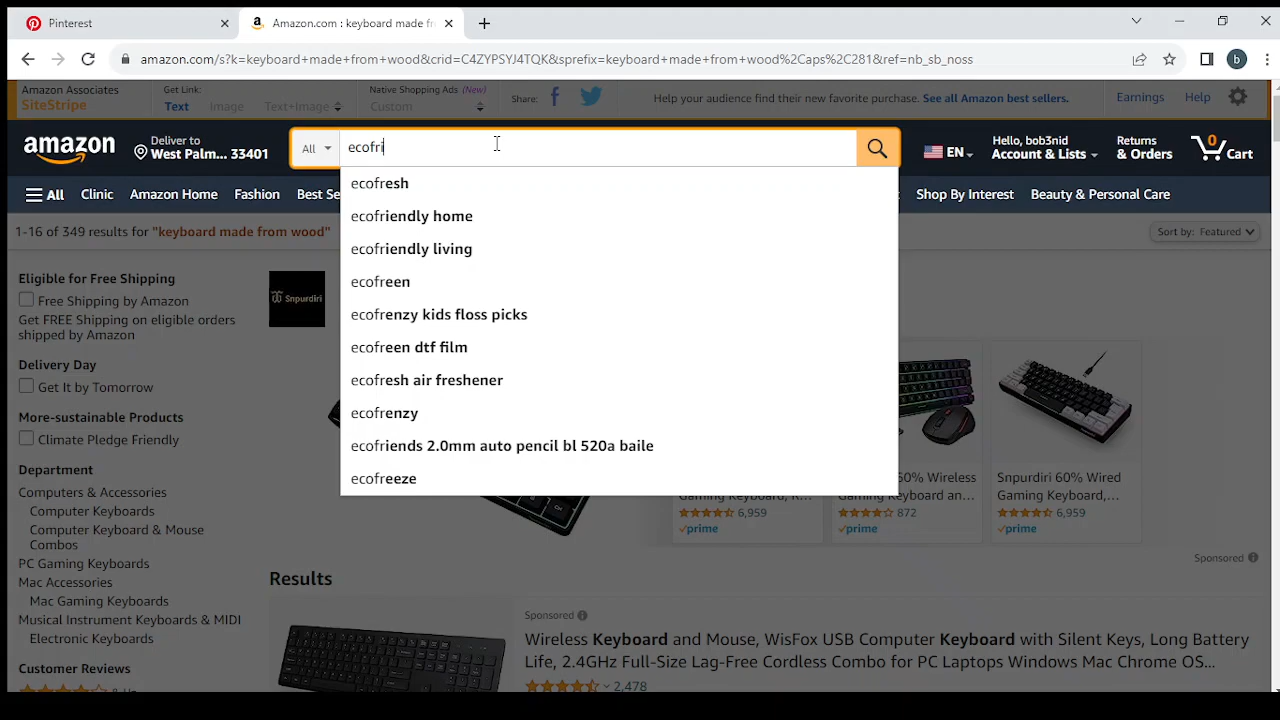 Pinterest
Amazon.com : keyboard made fr
amazon.com/s?k=keyboard+made+from+wood&crid=C4ZYPSYJ4TQK&sprefix=keyboard+made+from+wood%2Caps%2C281&ref=nb_sb_noss
b
Amazon Associates
SiteStripe
Get Link:
Text
Image
Text+Image
Native Shopping Ads (New)
Custom
Share:
Help your audience find their new favorite purchase. See all Amazon best sellers.
Earnings
Help
amazon
Deliver to
West Palm... 33401
All
ecofri
EN
Hello, bob3nid
Account & Lists
Returns
& Orders
0
Cart
All
Clinic
Amazon Home
Fashion
Best Se
Shop By Interest
Beauty & Personal Care
ecofresh
ecofriendly home
ecofriendly living
ecofreen
ecofrenzy kids floss picks
ecofreen dtf film
ecofresh air freshener
ecofrenzy
ecofriends 2.0mm auto pencil bl 520a baile
ecofreeze
1-16 of 349 results for "keyboard made from wood"
Sort by: Featured
Eligible for Free Shipping
Free Shipping by Amazon
Get FREE Shipping on eligible orders
shipped by Amazon
Delivery Day
Get It by Tomorrow
More-sustainable Products
Climate Pledge Friendly
Department
Computers & Accessories
Computer Keyboards
Computer Keyboard & Mouse
Combos
PC Gaming Keyboards
Mac Accessories
Mac Gaming Keyboards
Musical Instrument Keyboards & MIDI
Electronic Keyboards
Customer Reviews
& Up
Snpurdiri
Gaming Keyboard, R
6,959
prime
60% Wireless
Gaming Keyboard an...
872
prime
Snpurdiri 60% Wired
Gaming Keyboard,...
6,959
prime
Sponsored
Results
Sponsored
Wireless Keyboard and Mouse, WisFox USB Computer Keyboard with Silent Keys, Long Battery
Life, 2.4GHz Full-Size Lag-Free Cordless Combo for PC Laptops Windows Mac Chrome OS...
2,478